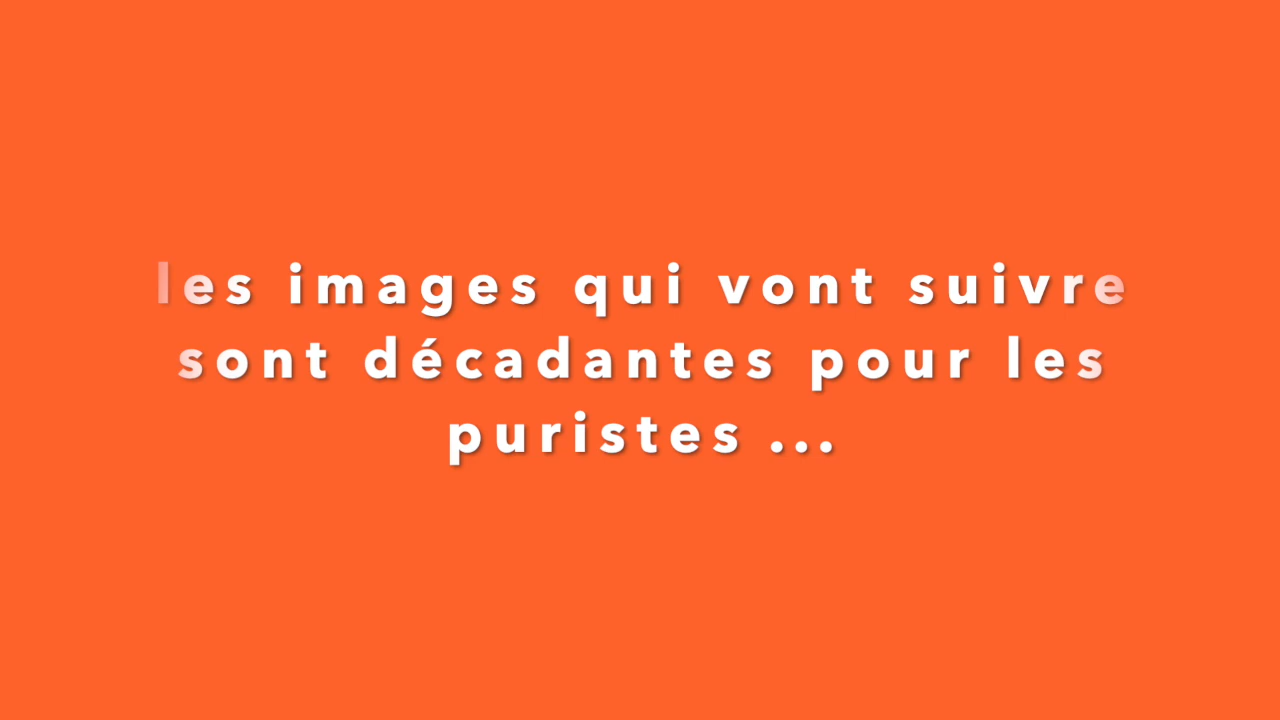 les images qui vont suivre
sont décadantes pour les
puristes ...